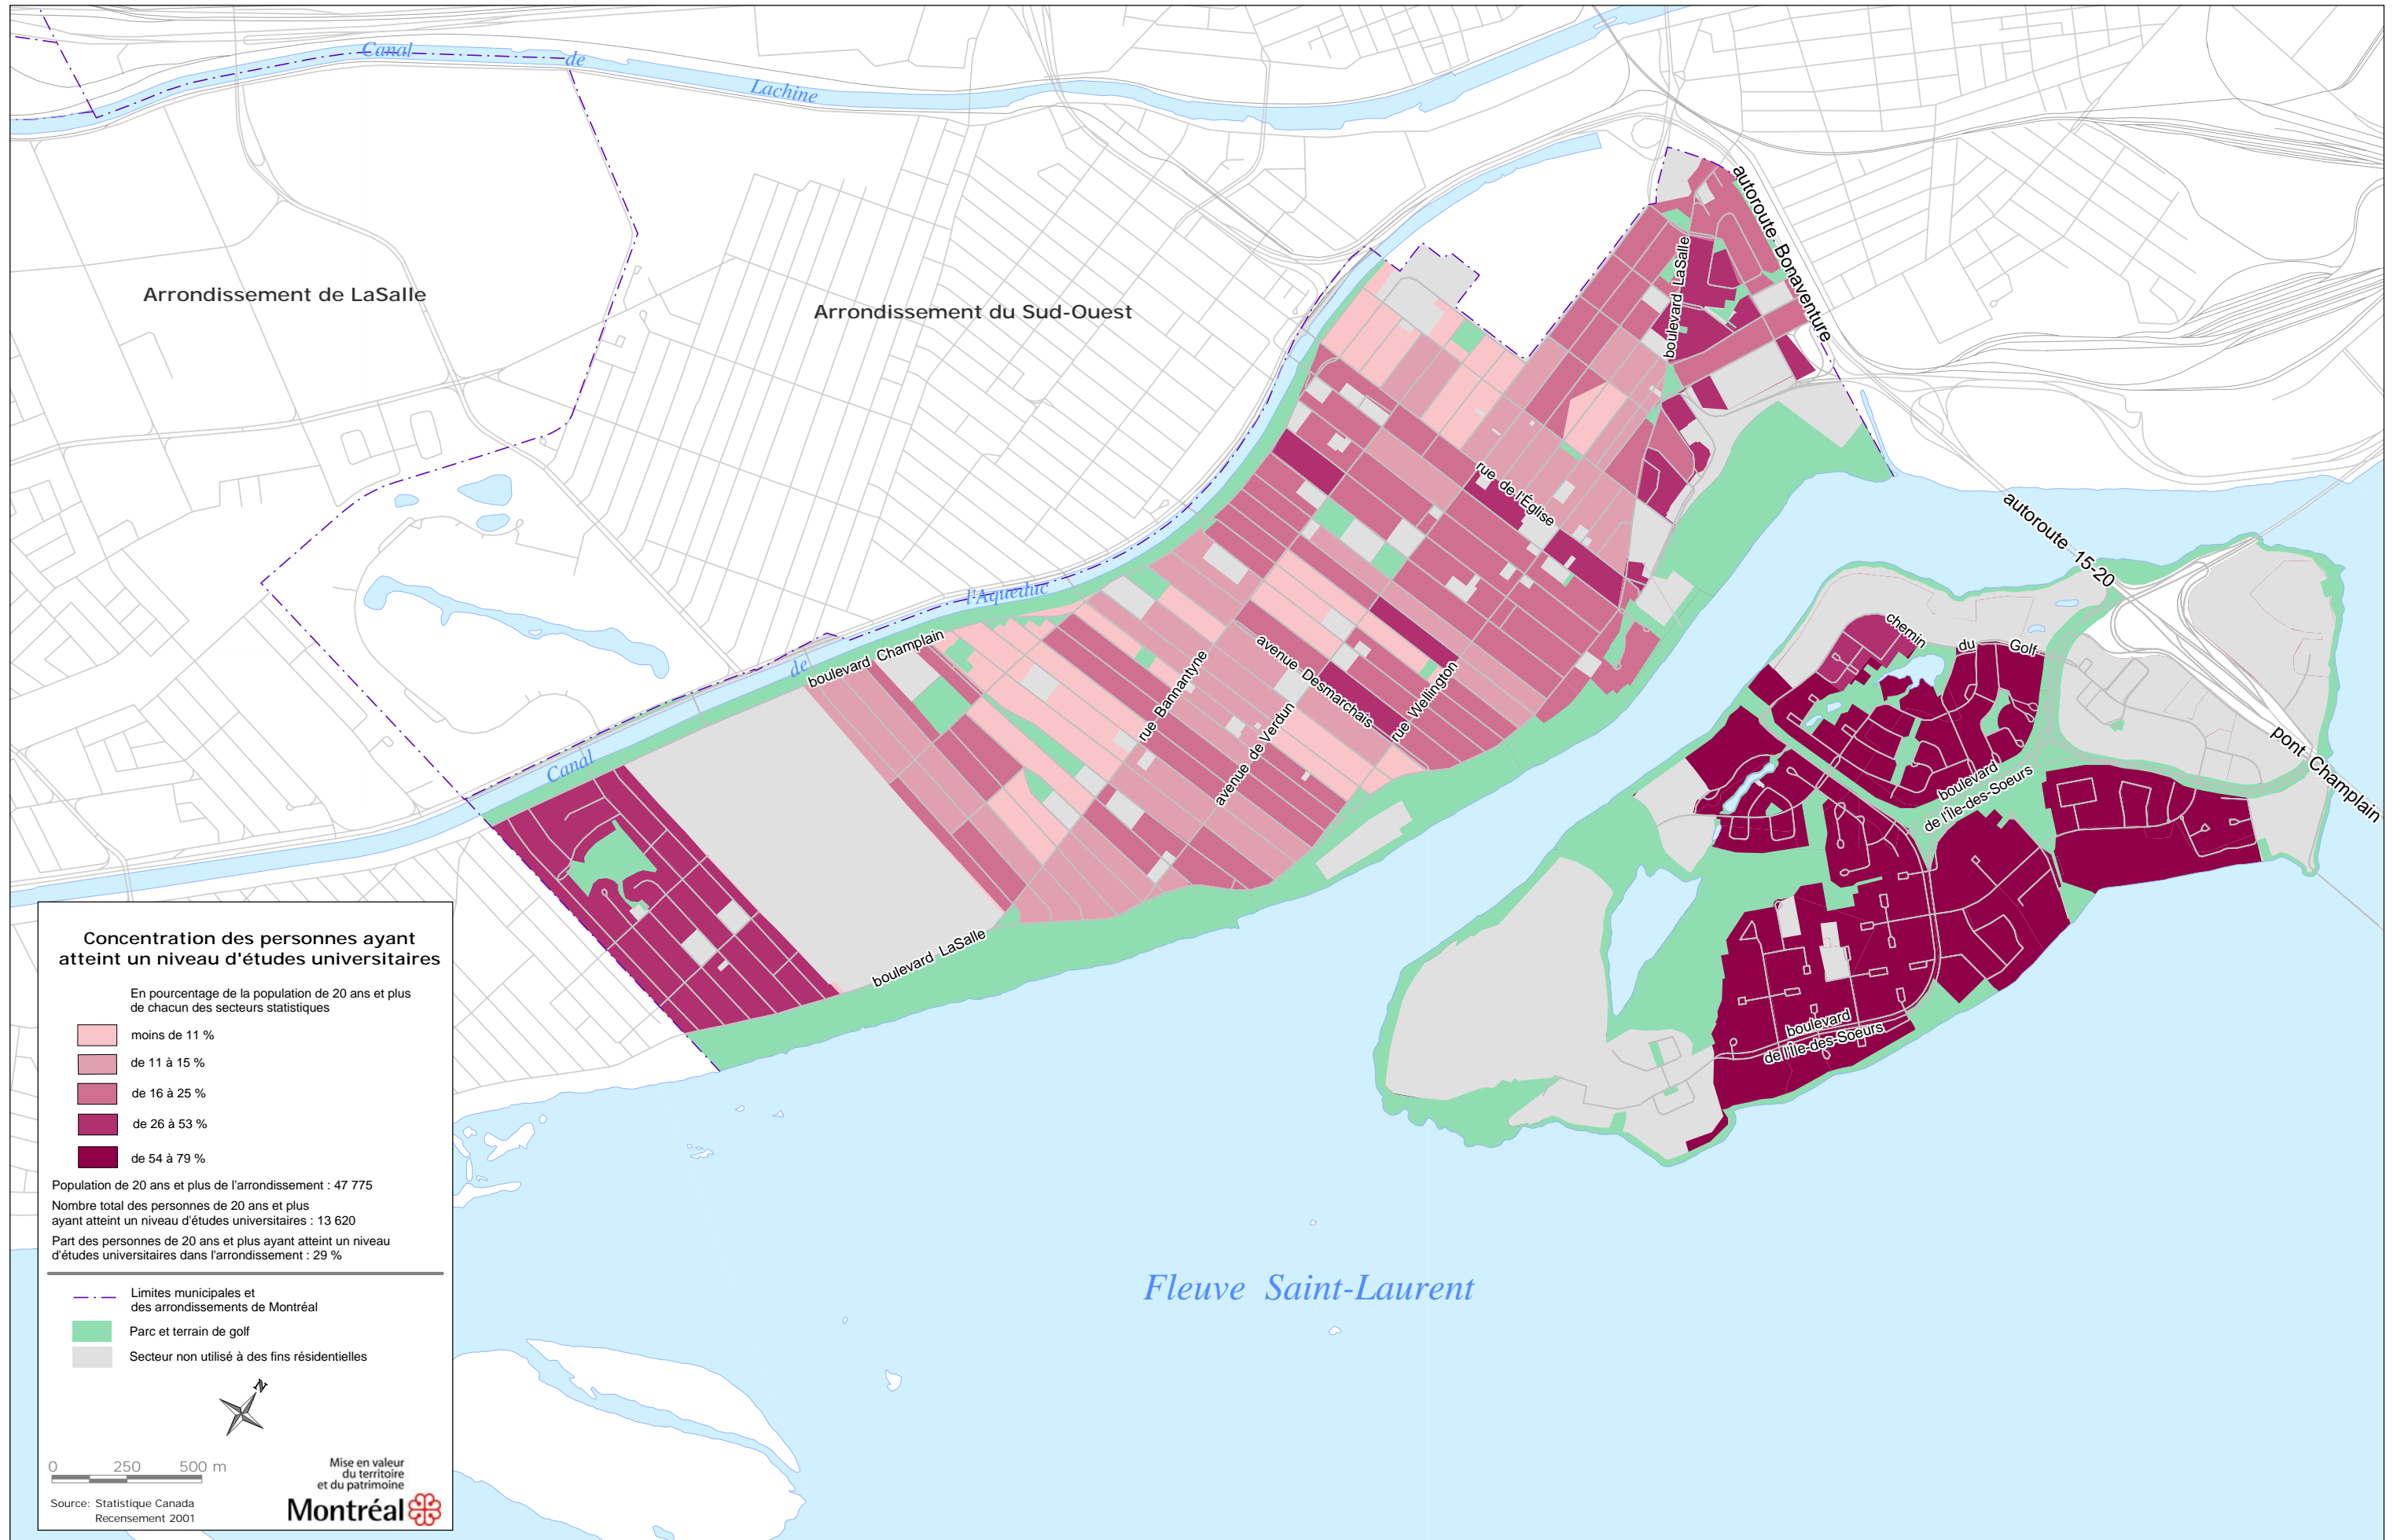 Canal
de
Lachine
Arrondissement de LaSalle
Arrondissement du Sud-Ouest
autoroute Bonaventure
boulevard LaSalle
rue de l'Église
autoroute 15-20
l'Aqueduc
de
Canal
boulevard Champlain
rue Bannantyne
avenue Desmarchais
avenue de Verdun
rue Wellington
chemin du Golf
boulevard
de l'Île-des-Soeurs
pont Champlain
boulevard LaSalle
boulevard
de l'Île-des-Soeurs
Fleuve Saint-Laurent
Concentration des personnes ayant
atteint un niveau d'études universitaires
En pourcentage de la population de 20 ans et plus
de chacun des secteurs statistiques
moins de 11 %
de 11 à 15 %
de 16 à 25 %
de 26 à 53 %
de 54 à 79 %
Population de 20 ans et plus de l'arrondissement : 47 775
Nombre total des personnes de 20 ans et plus
ayant atteint un niveau d'études universitaires : 13 620
Part des personnes de 20 ans et plus ayant atteint un niveau
d'études universitaires dans l'arrondissement : 29 %
Limites municipales et
des arrondissements de Montréal
Parc et terrain de golf
Secteur non utilisé à des fins résidentielles
N
0 250 500 m
Source: Statistique Canada
Recensement 2001
Mise en valeur
du territoire
et du patrimoine
Montréal